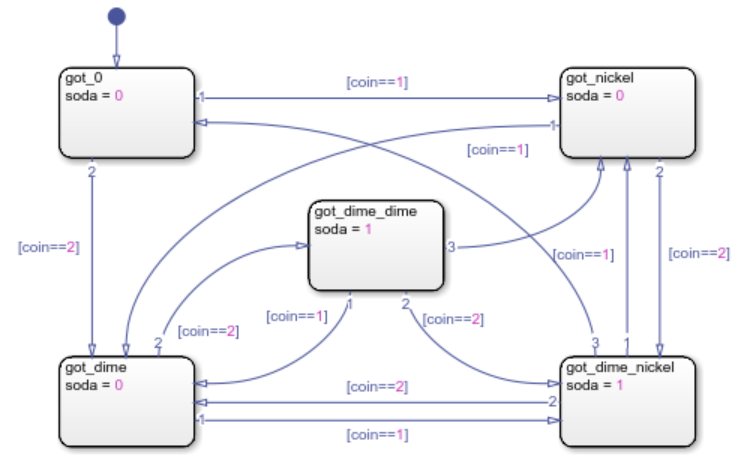 got_0
soda = 0
got_nickel
soda = 0
1
[coin==1]
1
[coin==1]
2
2
[coin==2]
[coin==2]
got_dime_dime
soda = 1
3
[coin==1]
1
2
[coin==1]
[coin==2]
[coin==2]
2
3
1
got_dime
soda = 0
got_dime_nickel
soda = 1
[coin==2]
2
1
[coin==1]